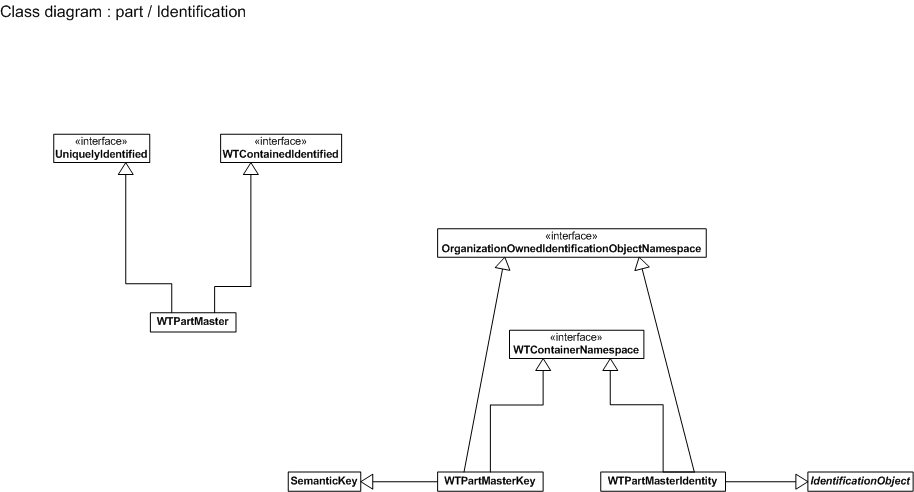 Class diagram : part / Identification
«interface»
UniquelyIdentified
«interface»
WTContainedIdentified
«interface»
OrganizationOwnedIdentificationObjectNamespace
WTPartMaster
«interface»
WTContainerNamespace
SemanticKey
WTPartMasterKey
WTPartMasterIdentity
IdentificationObject